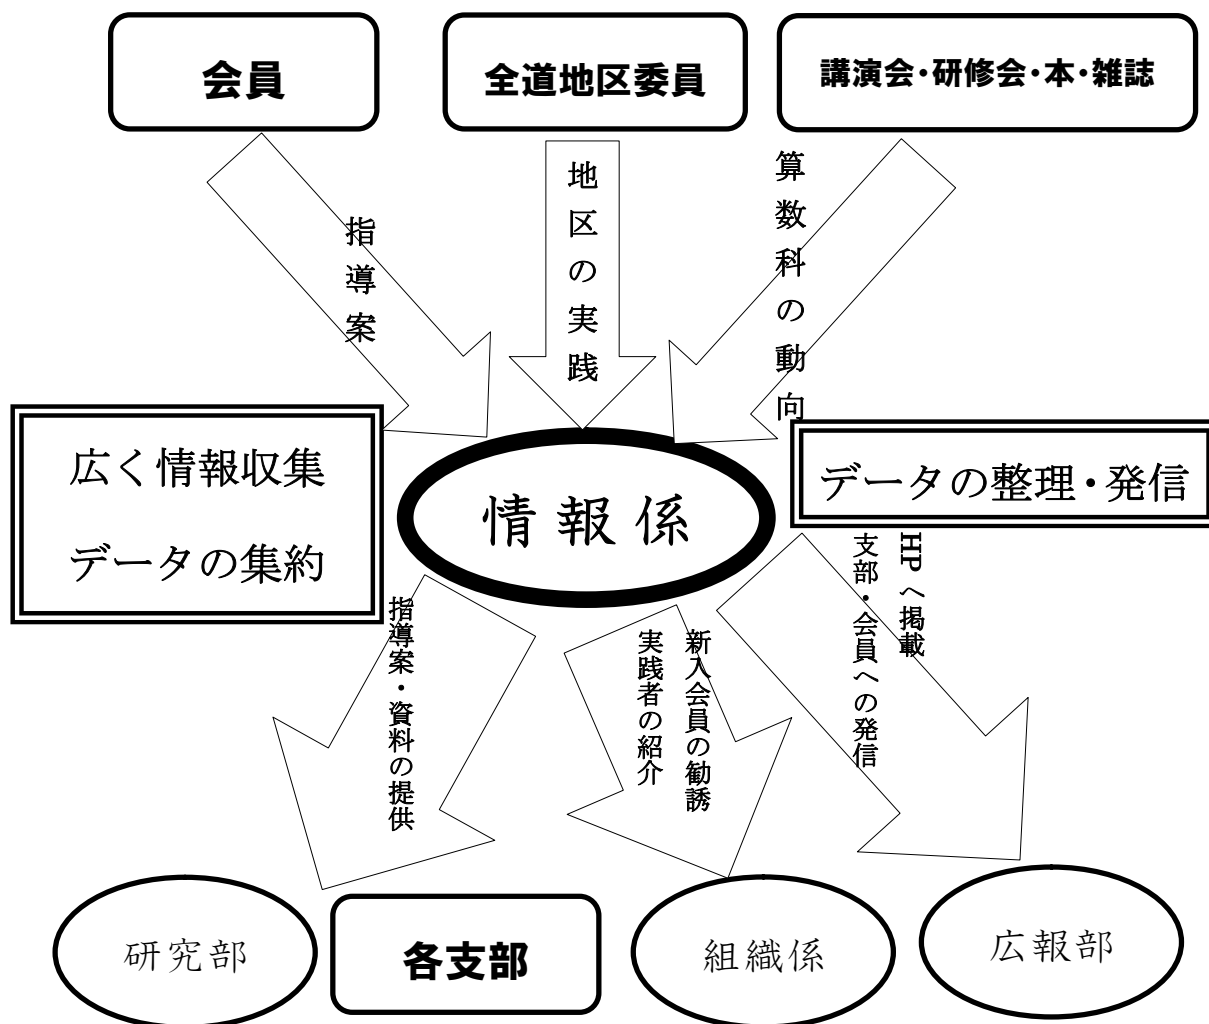 会員
全道地区委員
講演会・研修会・本・雑誌
指導案
地区の実践
算数科の動向
広く情報収集
データの集約
情報係
データの整理・発信
指導案・資料の提供
新入会員の勧誘
実践者の紹介
HPへ掲載
支部・会員への発信
研究部
各支部
組織係
広報部